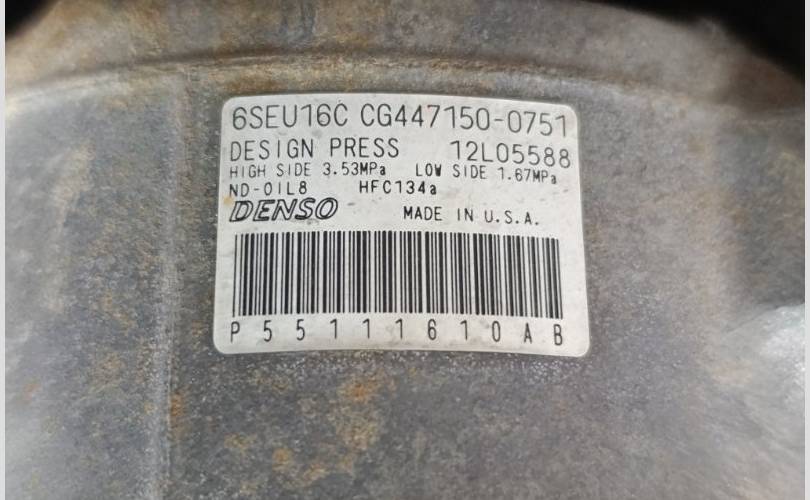 6SEU16C CG447150-0751
DESIGN PRESS 12L05588
HIGH SIDE 3.53MPa LOW SIDE 1.67MPa
ND-OIL8 HFC134a
DENSO MADE IN U.S.A.
P55111610AB